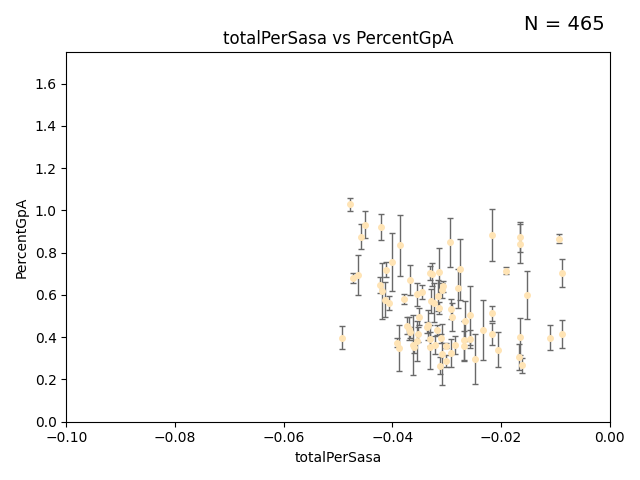 N = 465
totalPerSasa vs PercentGpA
PercentGpA
1.6
1.4
1.2
1.0
0.8
0.6
0.4
0.2
0.0
−0.10 −0.08 −0.06 −0.04 −0.02 0.00
totalPerSasa